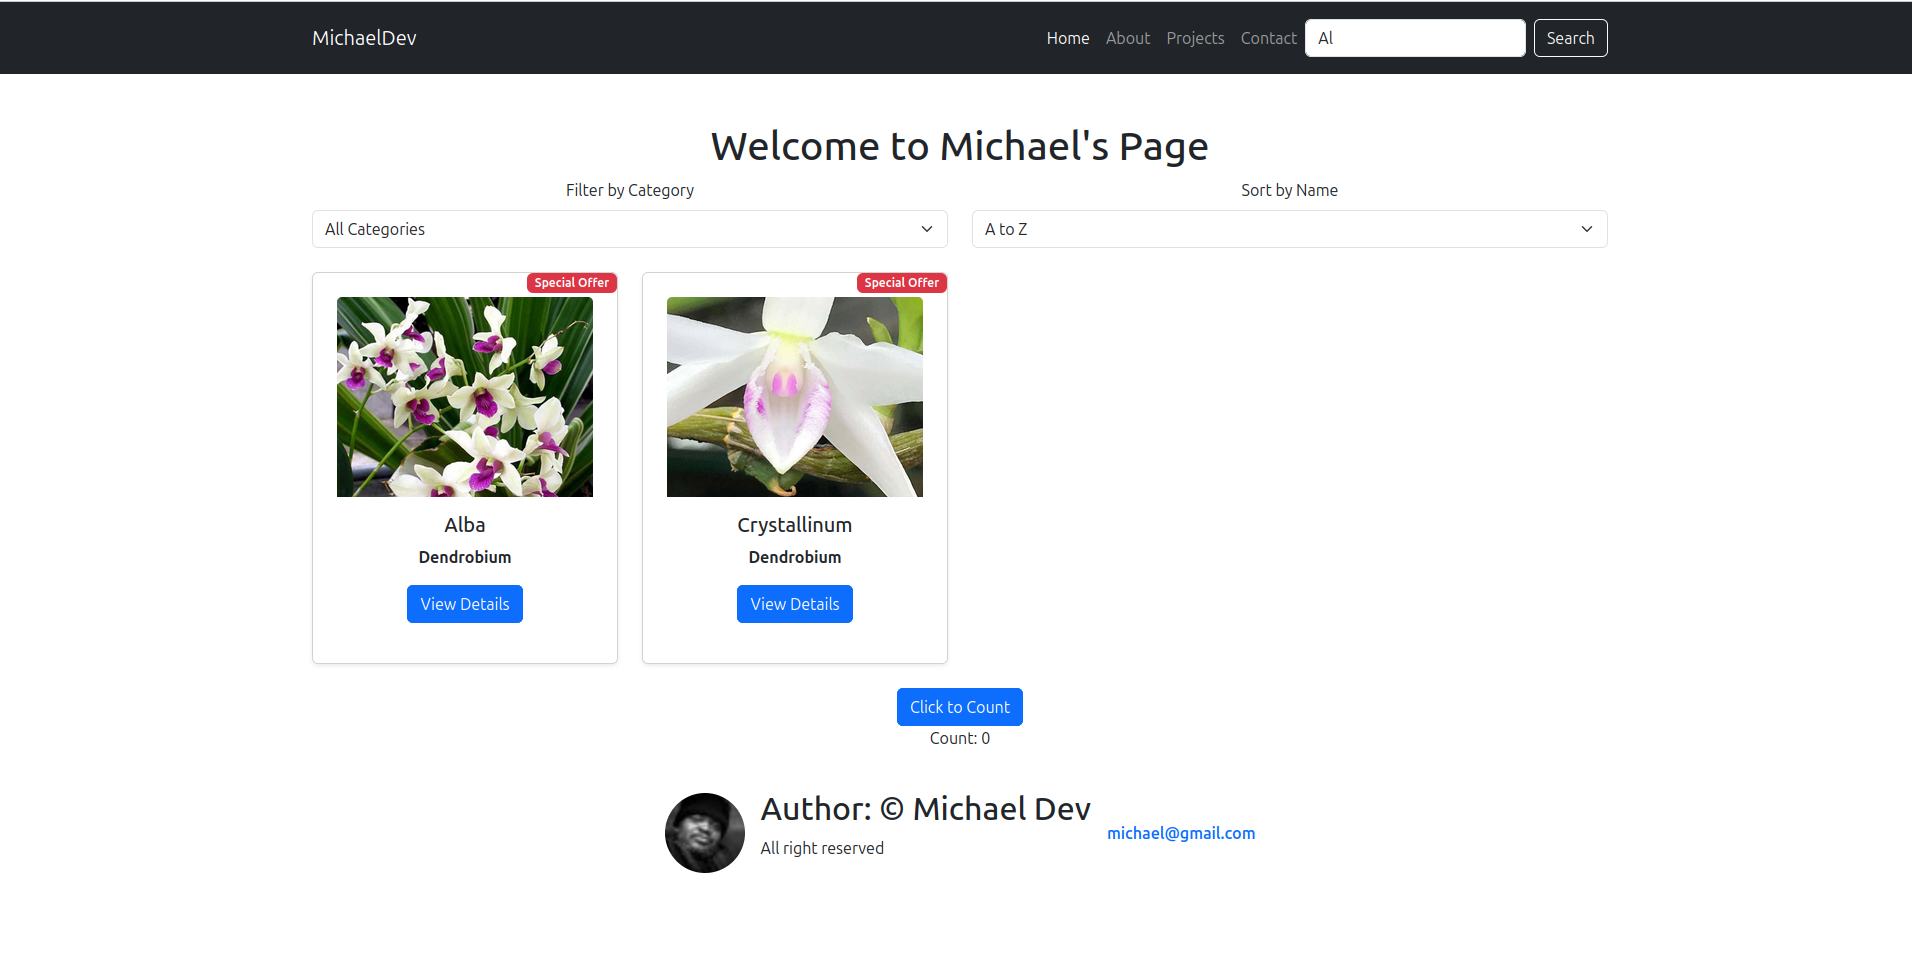 MichaelDev Home About Projects Contact Al Search
Welcome to Michael's Page
Filter by Category
All Categories
Sort by Name
A to Z
Special Offer
Alba
Dendrobium
View Details
Special Offer
Crystallinum
Dendrobium
View Details
Click to Count
Count: 0
Author: © Michael Dev
All right reserved
michael@gmail.com